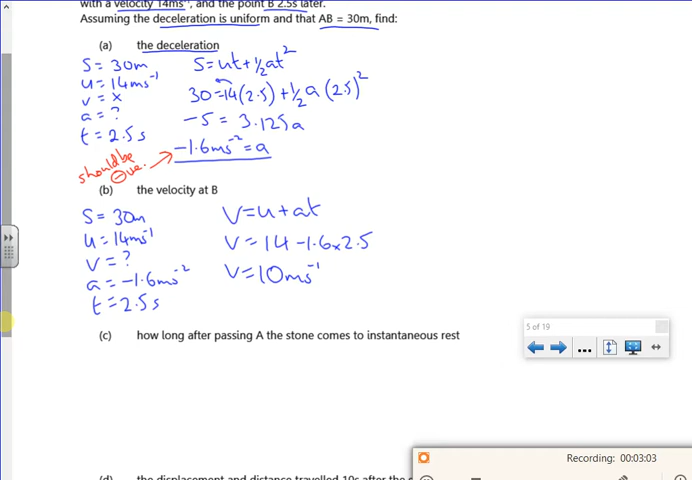 with a velocity 14ms⁻¹, and the point B 2.5s later.
Assuming the deceleration is uniform and that AB = 30m, find:
(a) the deceleration
S = 30m
u = 14ms⁻¹
v = x
a = ?
t = 2.5s
S = ut + ½at²
30 = 14(2.5) + ½a(2.5)²
-5 = 3.125a
-1.6ms⁻² = a
should be
⊖ve.
(b) the velocity at B
S = 30m
u = 14ms⁻¹
v = ?
a = -1.6ms⁻²
t = 2.5s
V = u + at
V = 14 - 1.6 x 2.5
V = 10ms⁻¹
(c) how long after passing A the stone comes to instantaneous rest
5 of 19
Recording: 00:03:03
(d) the displacement and distance travelled 10s after the